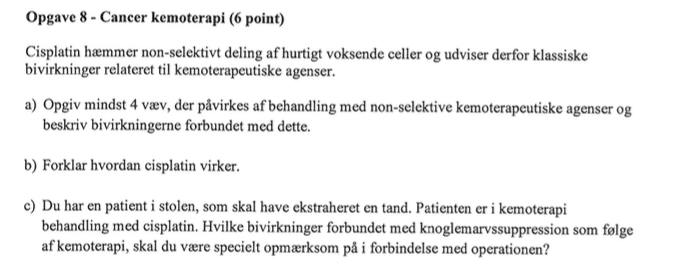 Opgave 8 - Cancer kemoterapi (6 point)
Cisplatin hæmmer non-selektivt deling af hurtigt voksende celler og udviser derfor klassiske
bivirkninger relateret til kemoterapeutiske agenser.
a) Opgiv mindst 4 væv, der påvirkes af behandling med non-selektive kemoterapeutiske agenser og
beskriv bivirkningerne forbundet med dette.
b) Forklar hvordan cisplatin virker.
c) Du har en patient i stolen, som skal have ekstraheret en tand. Patienten er i kemoterapi
behandling med cisplatin. Hvilke bivirkninger forbundet med knoglemarvssuppression som følge
af kemoterapi, skal du være specielt opmærksom på i forbindelse med operationen?